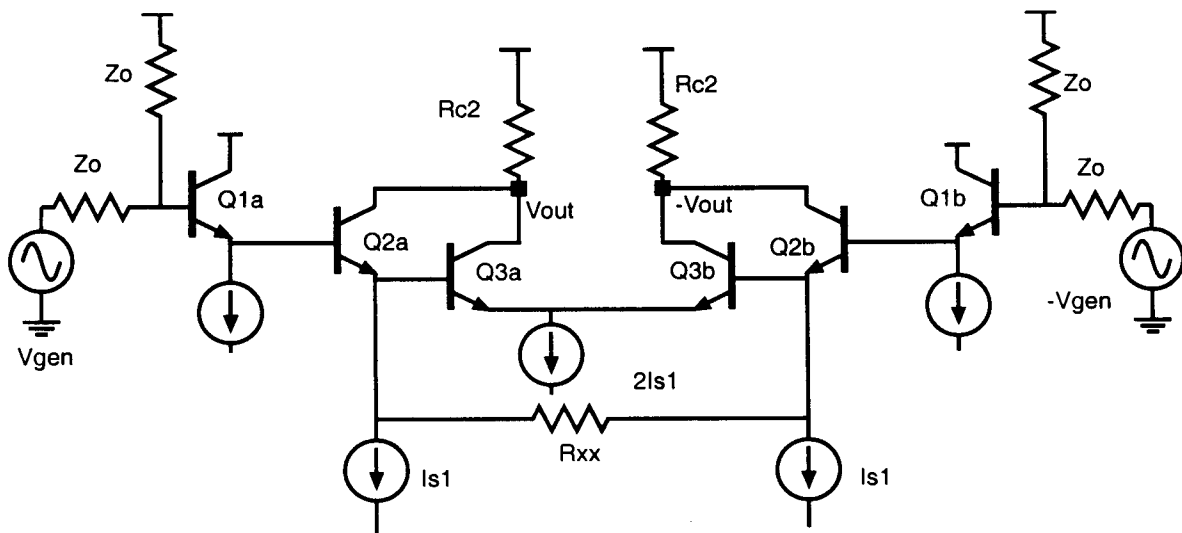 Zo
Zo
Vgen
Q1a
Q2a
Q3a
Rc2
Vout
Rc2
-Vout
Q3b
Q2b
Q1b
Zo
Zo
-Vgen
2Is1
Rxx
Is1
Is1